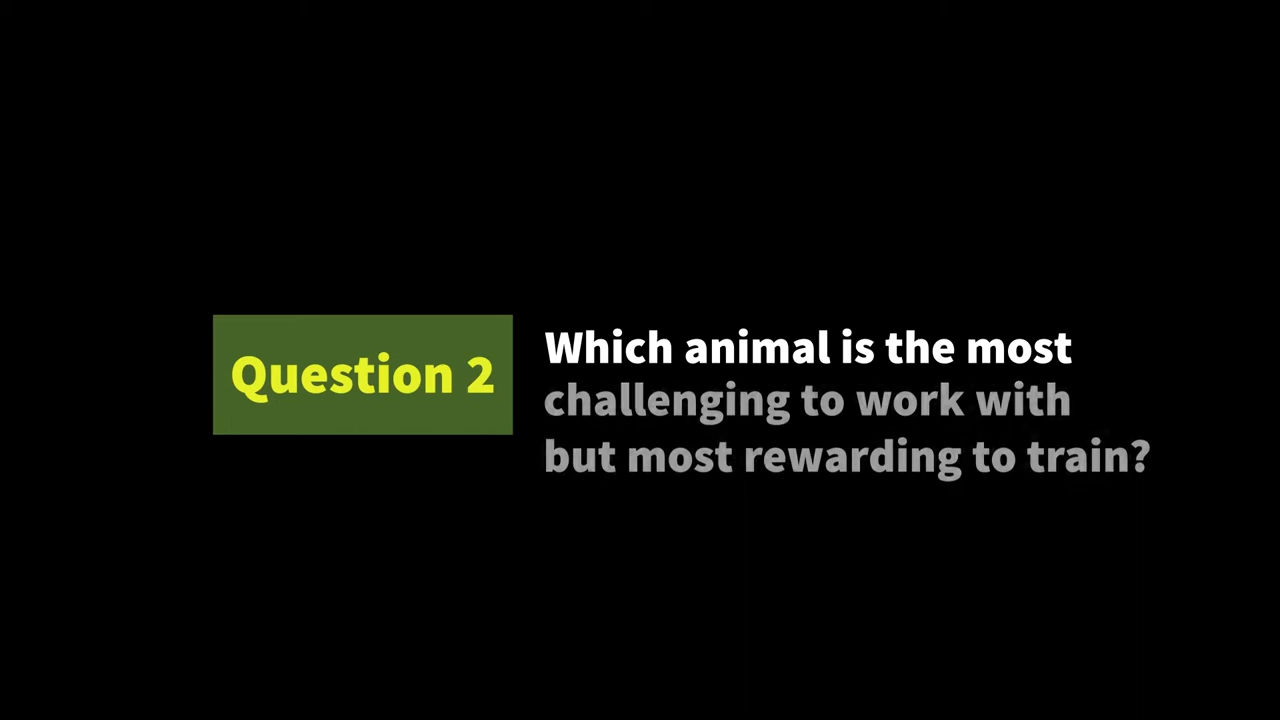 Question 2
Which animal is the most
challenging to work with
but most rewarding to train?